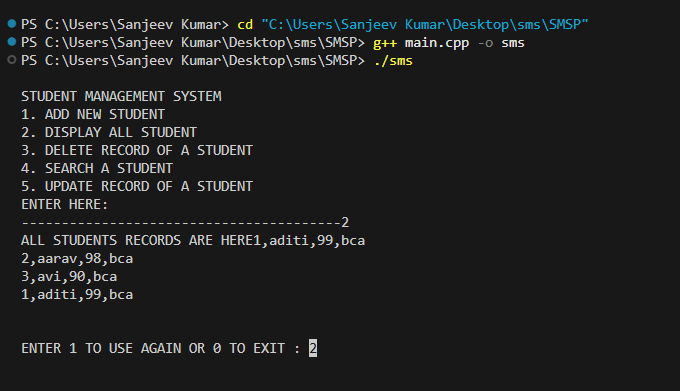 PS C:\Users\Sanjeev Kumar> cd "C:\Users\Sanjeev Kumar\Desktop\sms\SMSP"
PS C:\Users\Sanjeev Kumar\Desktop\sms\SMSP> g++ main.cpp -o sms
PS C:\Users\Sanjeev Kumar\Desktop\sms\SMSP> ./sms
STUDENT MANAGEMENT SYSTEM
1. ADD NEW STUDENT
2. DISPLAY ALL STUDENT
3. DELETE RECORD OF A STUDENT
4. SEARCH A STUDENT
5. UPDATE RECORD OF A STUDENT
ENTER HERE:
----------------------------------------2
ALL STUDENTS RECORDS ARE HERE1,aditi,99,bca
2,aarav,98,bca
3,avi,90,bca
1,aditi,99,bca
ENTER 1 TO USE AGAIN OR 0 TO EXIT : 2